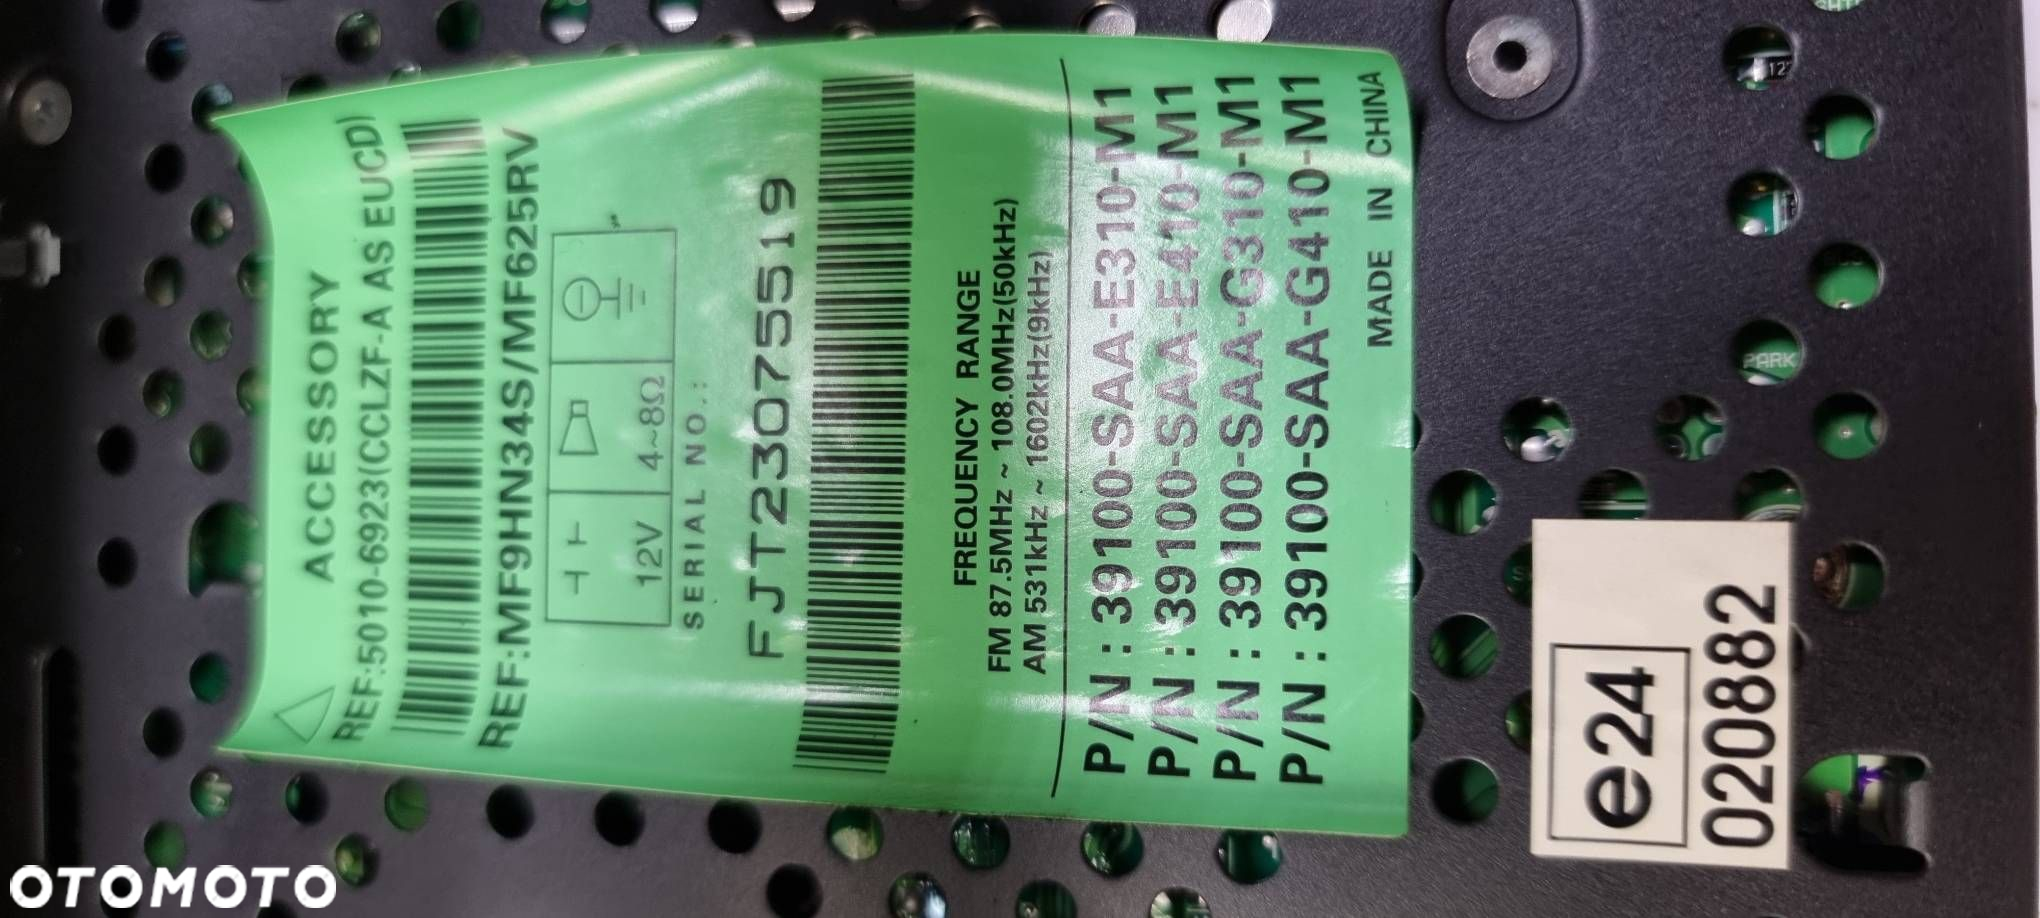 ACCESSORY
REF:5010-6923(CCLZF-A AS EUCD)
REF:MF9HN34S/MF625RV
12V 4~8Ω
SERIAL NO.:
FJT23075519
FREQUENCY RANGE
FM 87.5MHz ~ 108.0MHz(50kHz)
AM 531kHz ~ 1602kHz(9kHz)
P/N : 39100-SAA-E310-M1
P/N : 39100-SAA-E410-M1
P/N : 39100-SAA-G310-M1
P/N : 39100-SAA-G410-M1
MADE IN CHINA
e24
020882
PARK
OTOMOTO